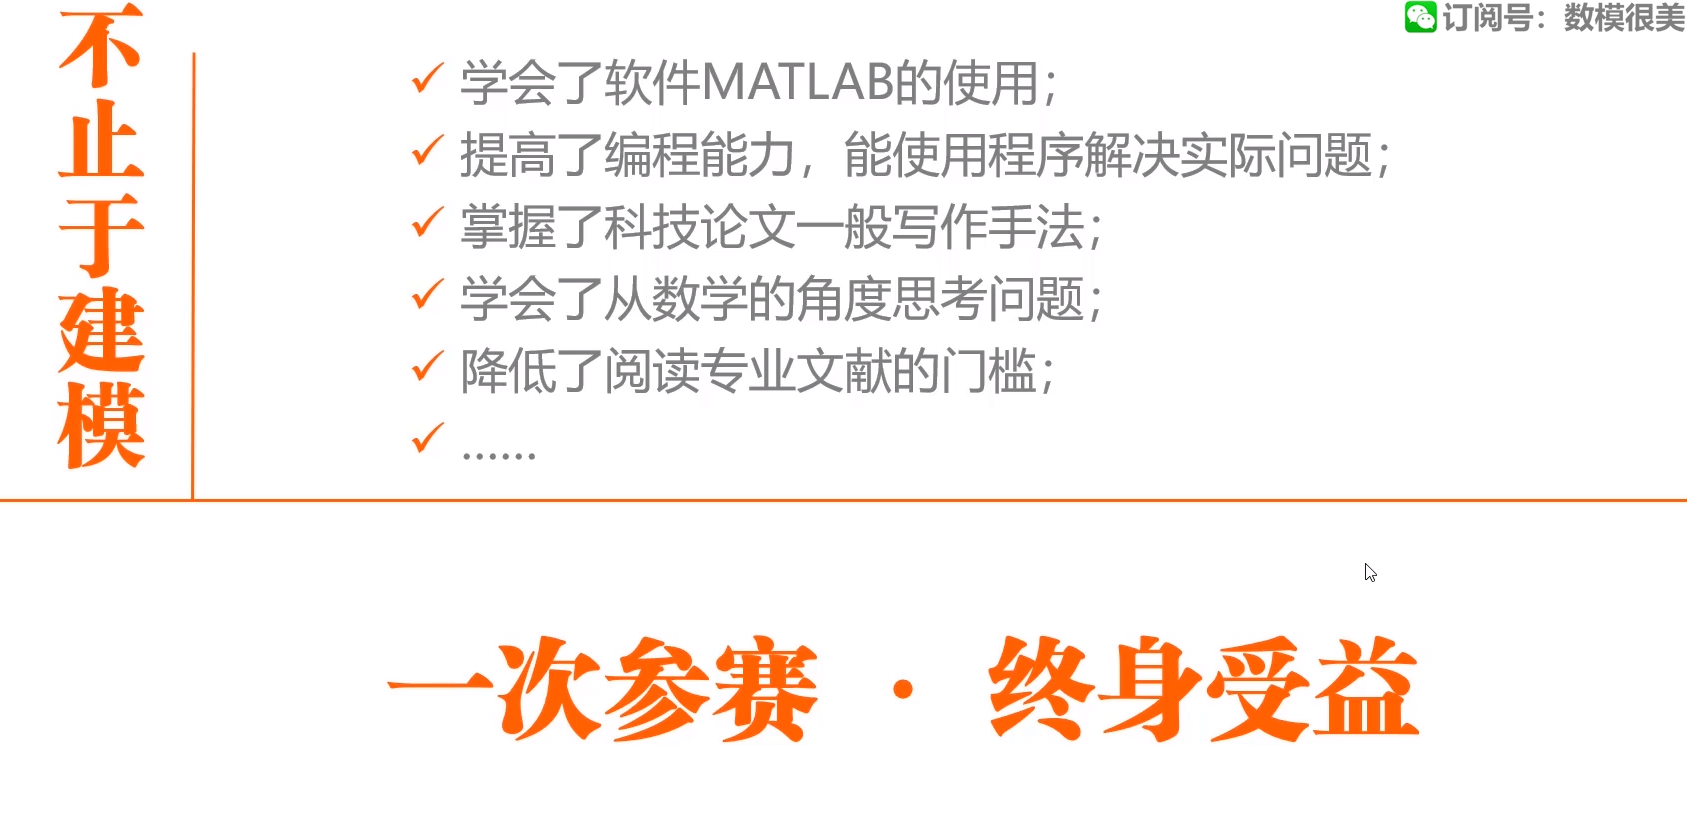 订阅号：数模很美
不止于建模
学会了软件MATLAB的使用；
提高了编程能力，能使用程序解决实际问题；
掌握了科技论文一般写作手法；
学会了从数学的角度思考问题；
降低了阅读专业文献的门槛；
……
一次参赛 · 终身受益